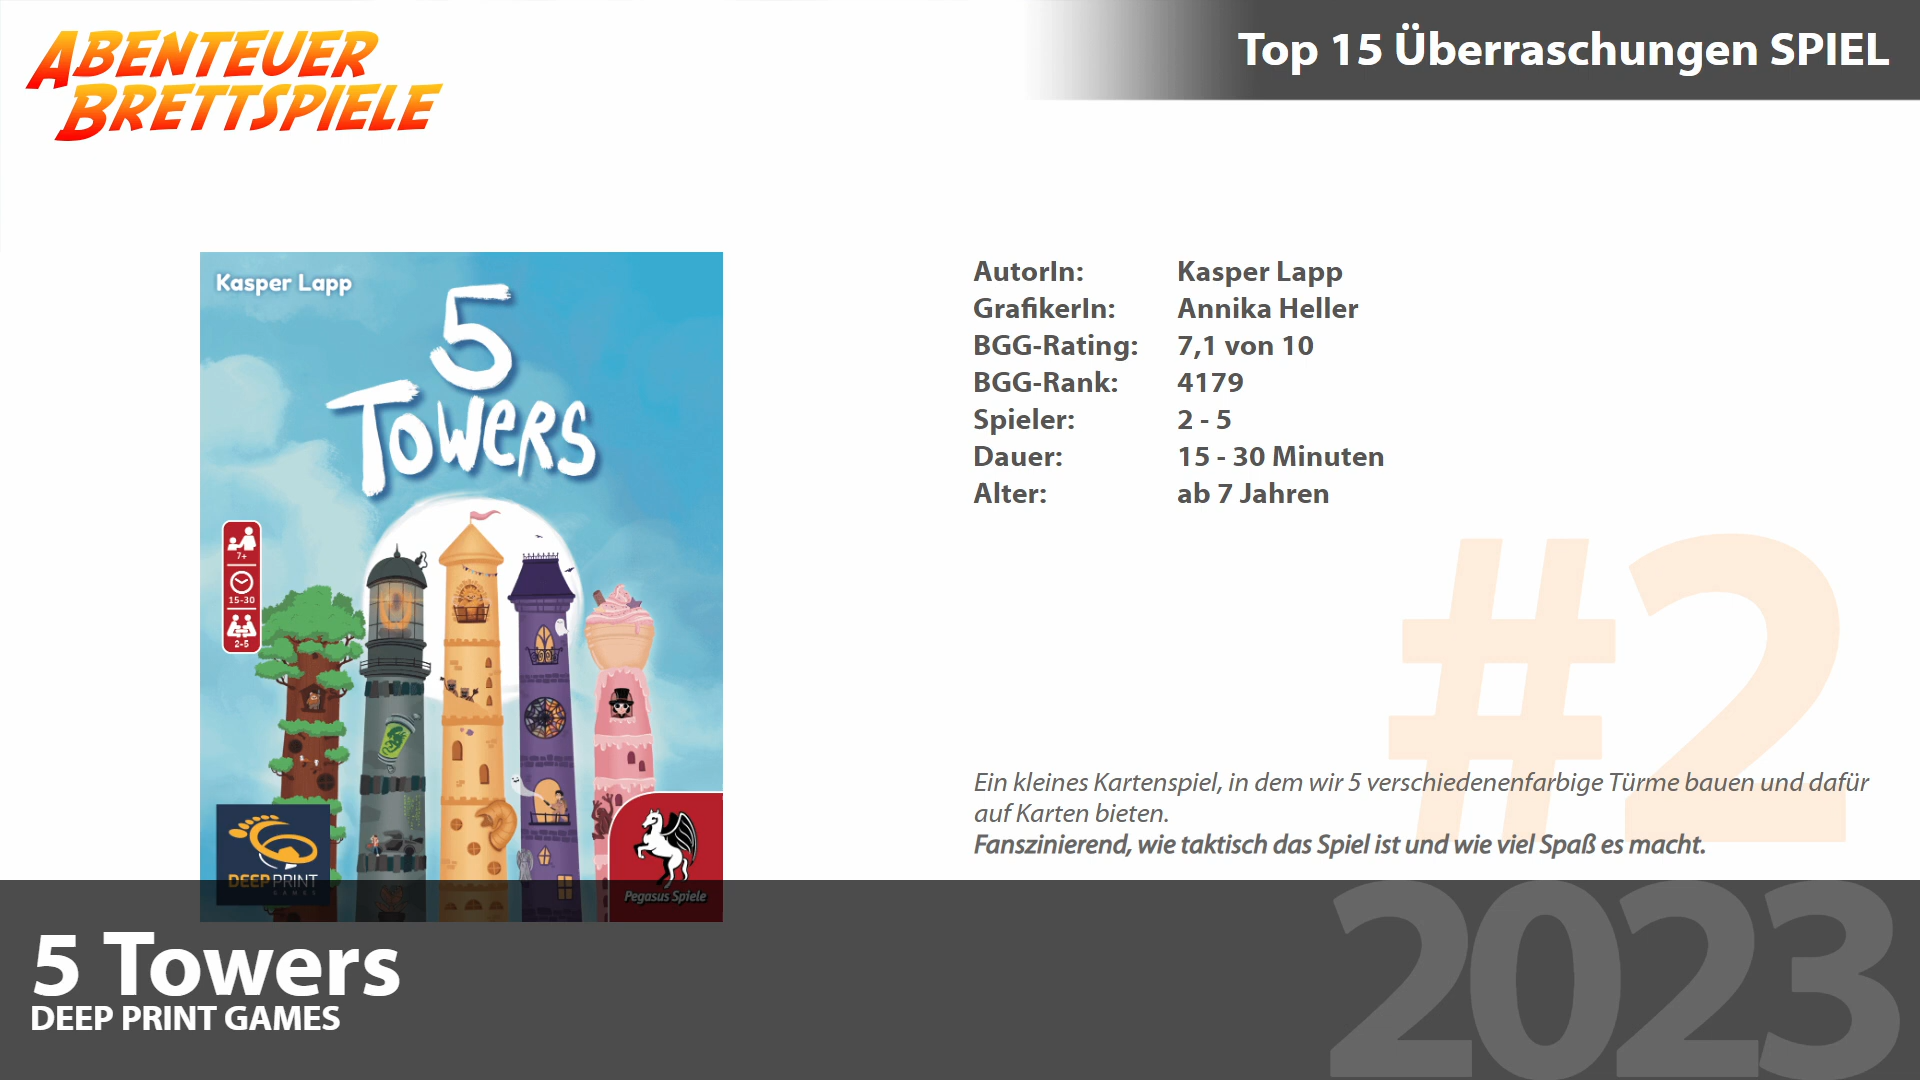 ABENTEUER
BRETTSPIELE
Top 15 Überraschungen SPIEL
Kasper Lapp
5
TOWERS
7+
15-30
2-5
DEEP PRINT
GAMES
Pegasus Spiele
AutorIn: Kasper Lapp
GrafikerIn: Annika Heller
BGG-Rating: 7,1 von 10
BGG-Rank: 4179
Spieler: 2 - 5
Dauer: 15 - 30 Minuten
Alter: ab 7 Jahren
#2
Ein kleines Kartenspiel, in dem wir 5 verschiedenenfarbige Türme bauen und dafür
auf Karten bieten.
Fanszinierend, wie taktisch das Spiel ist und wie viel Spaß es macht.
5 Towers
DEEP PRINT GAMES
2023